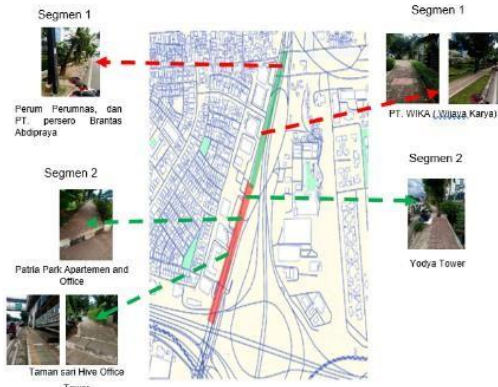 Segmen 1
Perum Perumnas, dan
PT. persero Brantas
Abdipraya
Segmen 2
Patria Park Apartemen and
Office
Taman sari Hive Office
Tower
Segmen 1
PT. WIKA ( Wijaya Karya)
Segmen 2
Yodya Tower